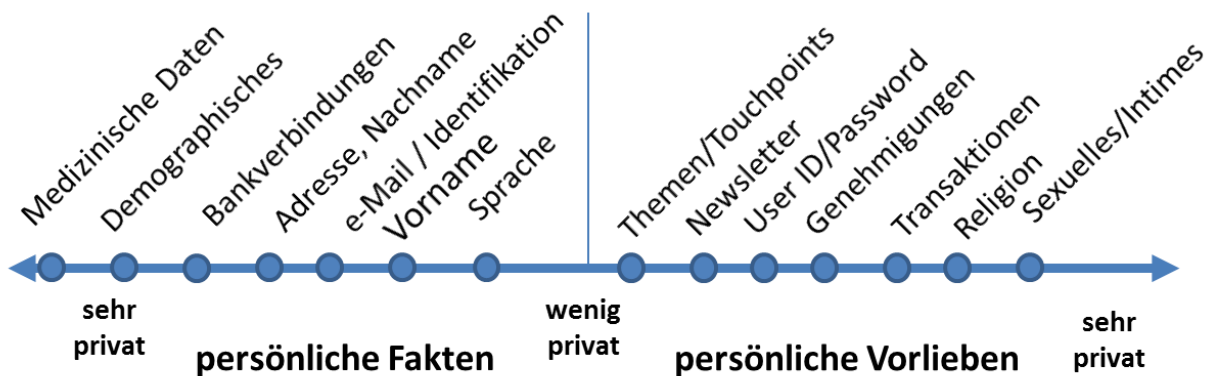 Medizinische Daten
Demographisches
Bankverbindungen
Adresse, Nachname
e-Mail / Identifikation
Vorname
Sprache
Themen/Touchpoints
Newsletter
User ID/Password
Genehmigungen
Transaktionen
Religion
Sexuelles/Intimes
sehr
privat
wenig
privat
sehr
privat
persönliche Fakten
persönliche Vorlieben